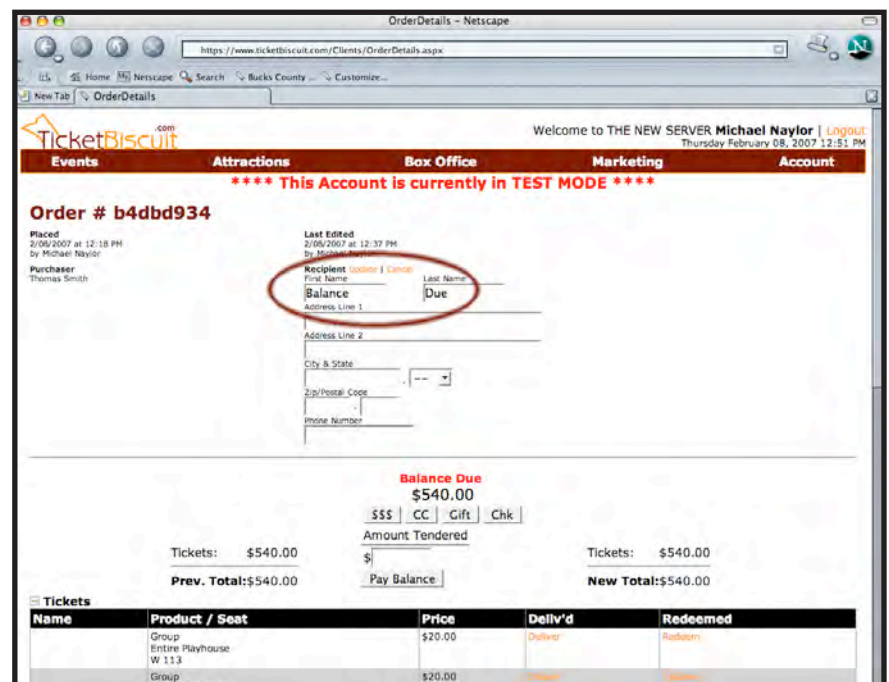 OrderDetails - Netscape
https://www.ticketbiscuit.com/Clients/OrderDetails.aspx
Home Netscape Search Bucks County ... Customize...
New Tab OrderDetails
TicketBiscuit.com
Welcome to THE NEW SERVER Michael Naylor | Logout
Thursday February 08, 2007 12:51 PM
Events Attractions Box Office Marketing Account
**** This Account is currently in TEST MODE ****
Order # b4dbd934
Placed Last Edited
2/08/2007 at 12:18 PM 2/08/2007 at 12:37 PM
by Michael Naylor by Michael Naylor
Purchaser Recipient Update | Cancel
Thomas Smith First Name Last Name
Balance Due
Address Line 1
Address Line 2
City & State
, --
Zip/Postal Code
-
Phone Number
Balance Due
$540.00
$$$ CC Gift Chk
Amount Tendered
Tickets: $540.00 $ Tickets: $540.00
Prev. Total:$540.00 Pay Balance New Total:$540.00
Tickets
Name Product / Seat Price Deliv'd Redeemed
Group $20.00 Deliver Redeem
Entire Playhouse
W 113
Group $20.00